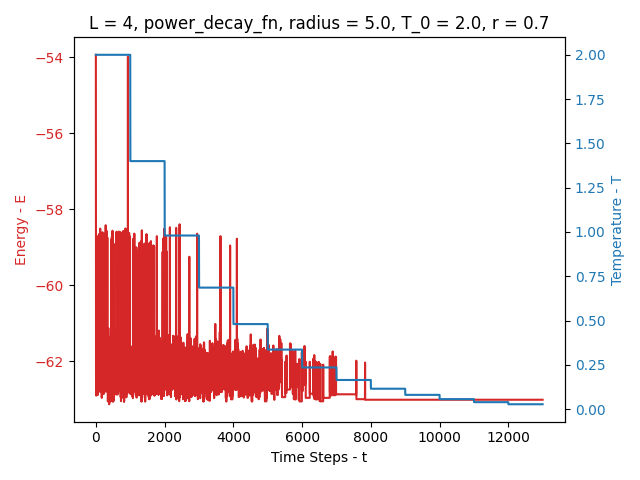 L = 4, power_decay_fn, radius = 5.0, T_0 = 2.0, r = 0.7
Energy - E
−54
−56
−58
−60
−62
2.00
1.75
1.50
1.25
1.00
0.75
0.50
0.25
0.00
Temperature - T
0 2000 4000 6000 8000 10000 12000
Time Steps - t